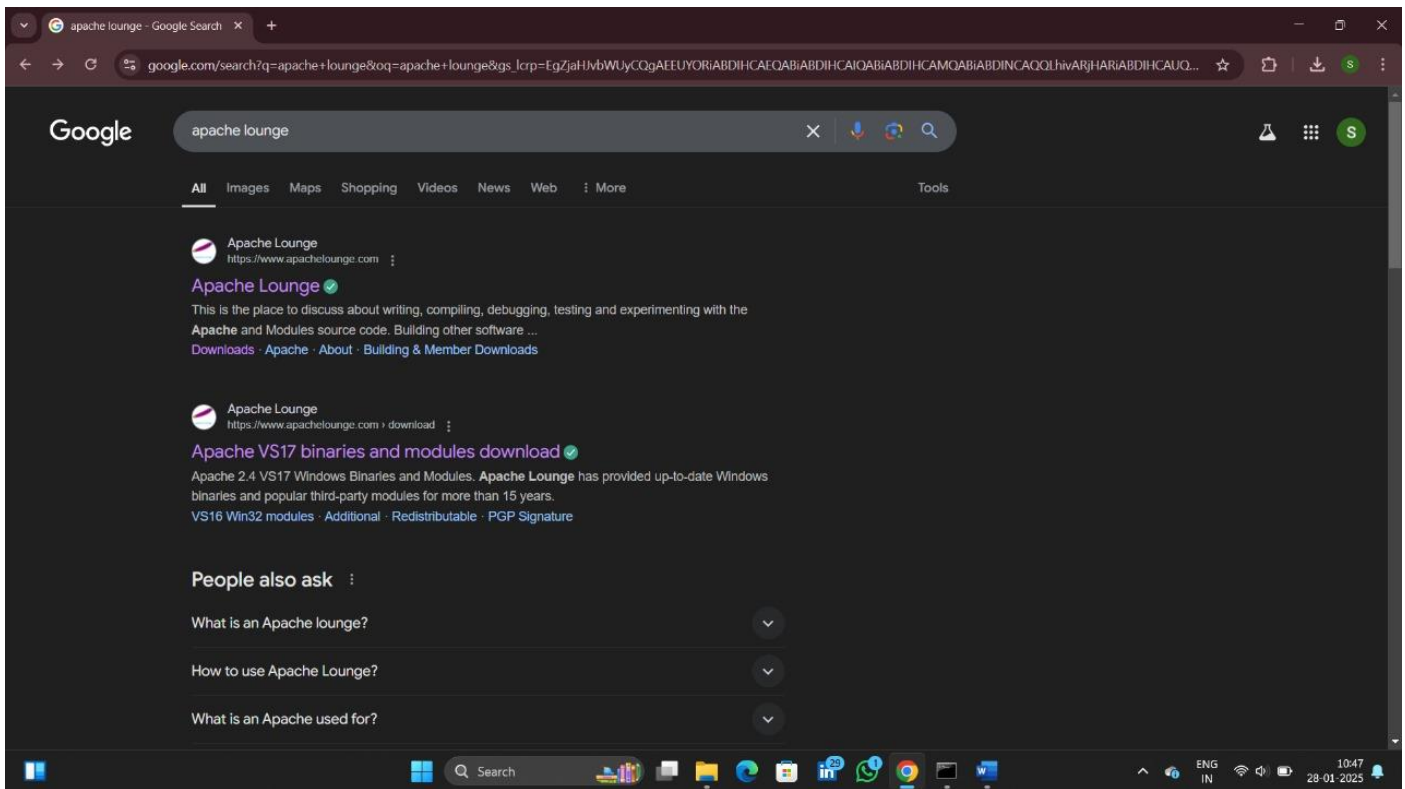 apache lounge - Google Search
google.com/search?q=apache+lounge&oq=apache+lounge&gs_lcrp=EgZjaHJvbWUyCQgAEEUYORiABDIHCAEQABiABDIHCAIQABiABDIHCAMQABiABDINCAQQLhivARjHARiABDIHCAUQ...
S
Google
apache lounge
S
All Images Maps Shopping Videos News Web More Tools
Apache Lounge
https://www.apachelounge.com
Apache Lounge
This is the place to discuss about writing, compiling, debugging, testing and experimenting with the
Apache and Modules source code. Building other software ...
Downloads · Apache · About · Building & Member Downloads
Apache Lounge
https://www.apachelounge.com › download
Apache VS17 binaries and modules download
Apache 2.4 VS17 Windows Binaries and Modules. Apache Lounge has provided up-to-date Windows
binaries and popular third-party modules for more than 15 years.
VS16 Win32 modules · Additional · Redistributable · PGP Signature
People also ask
What is an Apache lounge?
How to use Apache Lounge?
What is an Apache used for?
Search
29
1
ENG
IN
10:47
28-01-2025